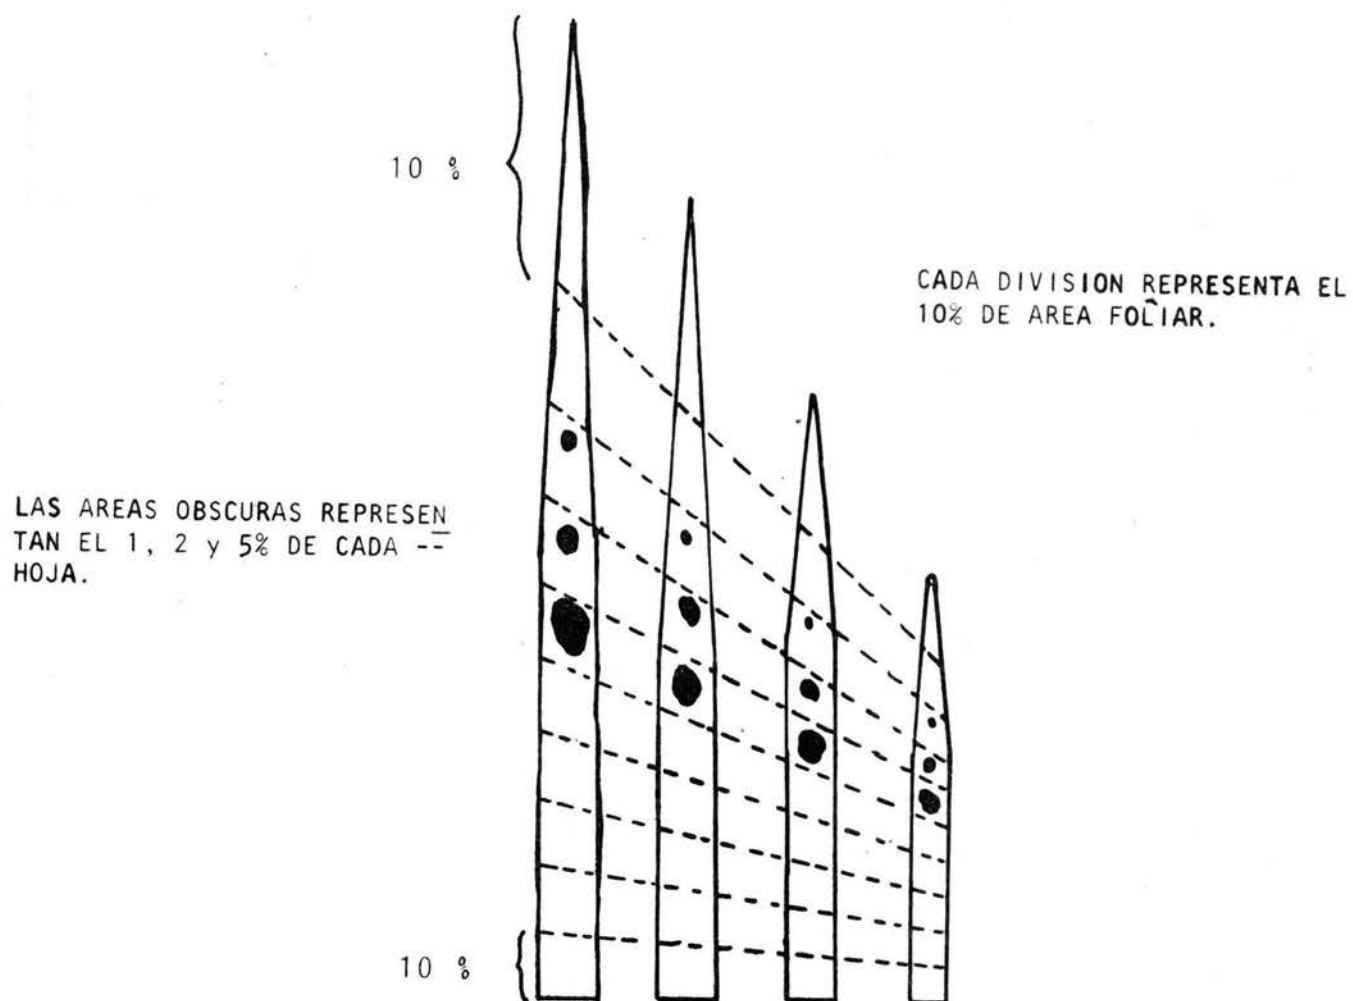 10 %
CADA DIVISION REPRESENTA EL
10% DE AREA FOLIAR.
LAS AREAS OBSCURAS REPRESEN
TAN EL 1, 2 y 5% DE CADA --
HOJA.
10 %